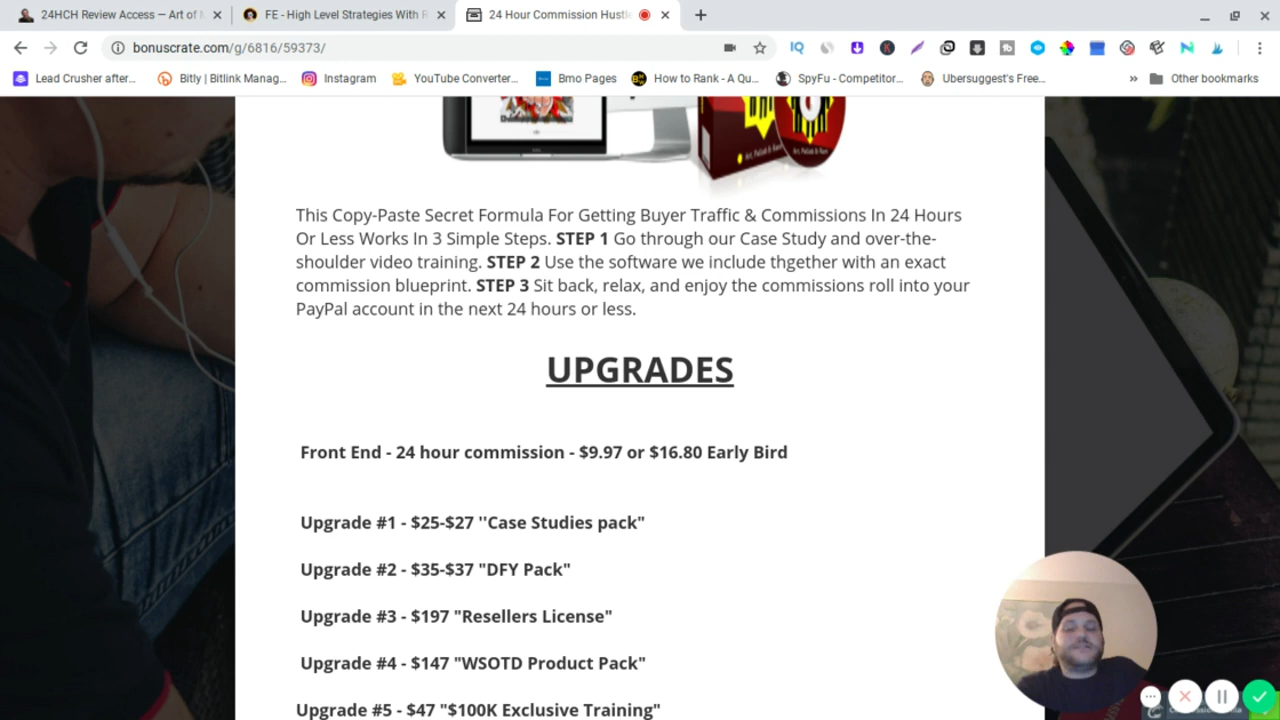 24HCH Review Access — Art of
FE - High Level Strategies With R
24 Hour Commission Hustl
bonuscrate.com/g/6816/59373/
Lead Crusher after...
Bitly | Bitlink Manag...
Instagram
YouTube Converter...
Bmo Pages
How to Rank - A Qu...
SpyFu - Competitor...
Ubersuggest's Free...
Other bookmarks
This Copy-Paste Secret Formula For Getting Buyer Traffic & Commissions In 24 Hours
Or Less Works In 3 Simple Steps. STEP 1 Go through our Case Study and over-the-
shoulder video training. STEP 2 Use the software we include thgether with an exact
commission blueprint. STEP 3 Sit back, relax, and enjoy the commissions roll into your
PayPal account in the next 24 hours or less.
UPGRADES
Front End - 24 hour commission - $9.97 or $16.80 Early Bird
Upgrade #1 - $25-$27 ''Case Studies pack"
Upgrade #2 - $35-$37 "DFY Pack"
Upgrade #3 - $197 "Resellers License"
Upgrade #4 - $147 "WSOTD Product Pack"
Upgrade #5 - $47 "$100K Exclusive Training"